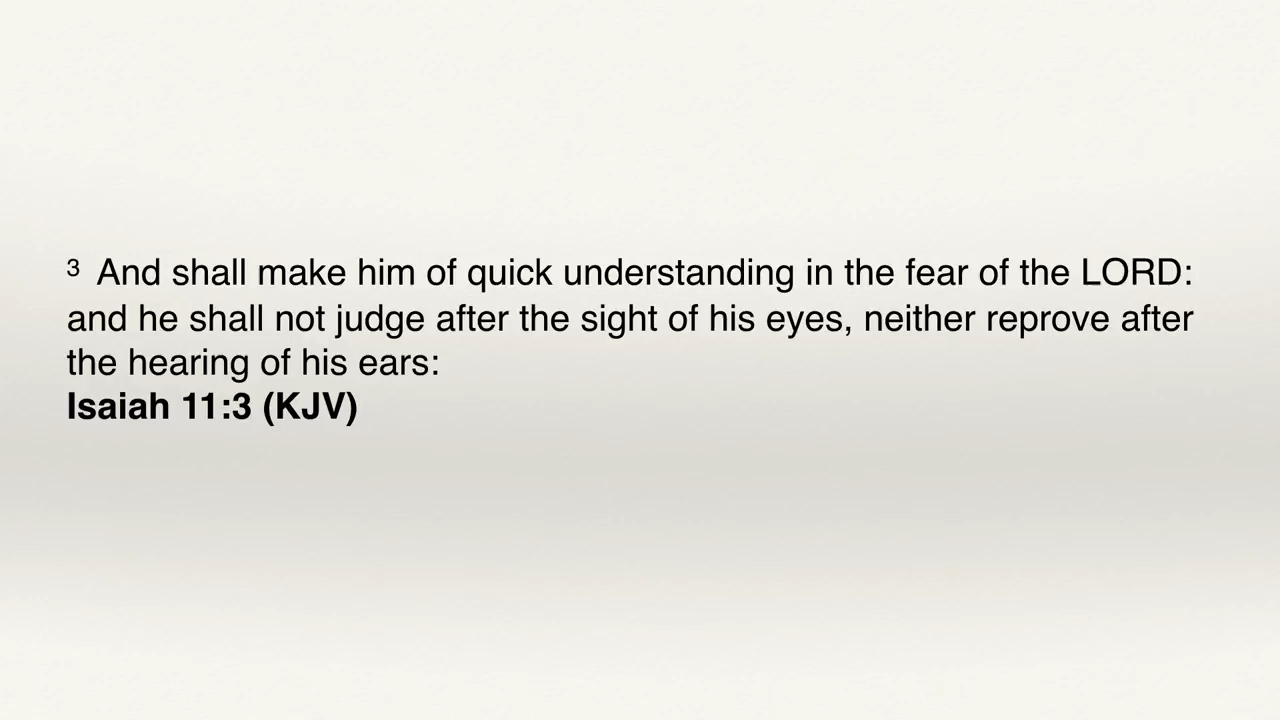 3 And shall make him of quick understanding in the fear of the LORD:
and he shall not judge after the sight of his eyes, neither reprove after
the hearing of his ears:
Isaiah 11:3 (KJV)